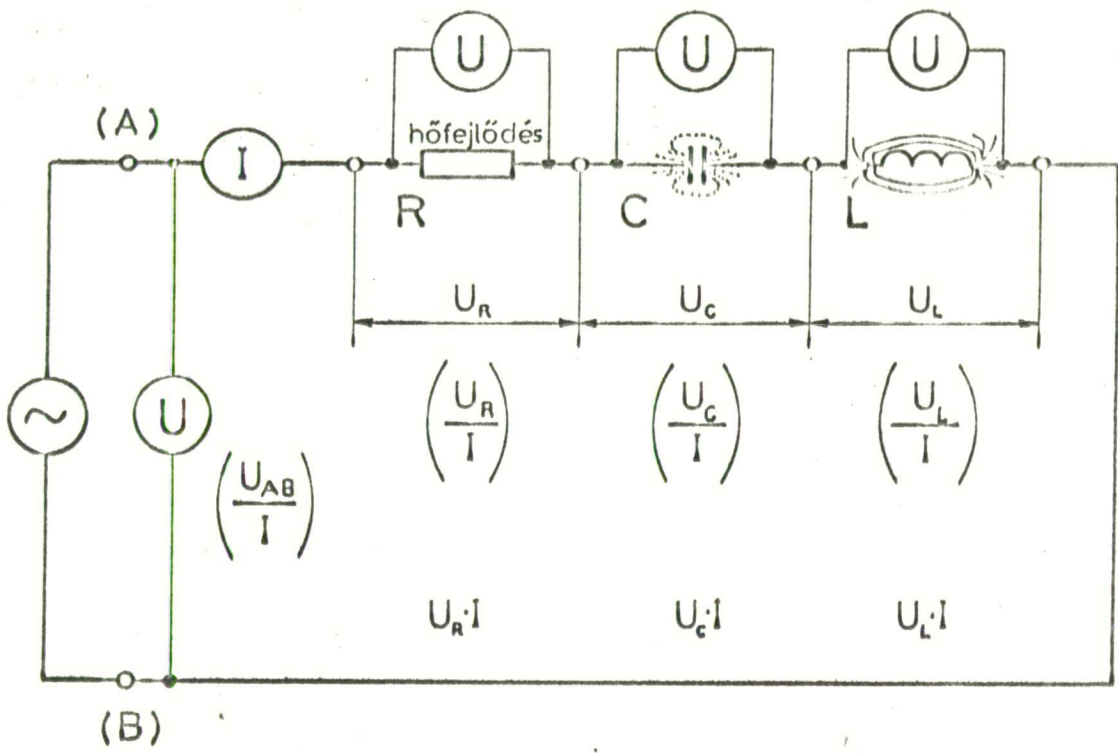 U U U
(A) I hőfejlődés
R C L
U_R U_C U_L
~ U (U_AB / I) (U_R / I) (U_C / I) (U_L / I)
U_R·I U_C·I U_L·I
(B)